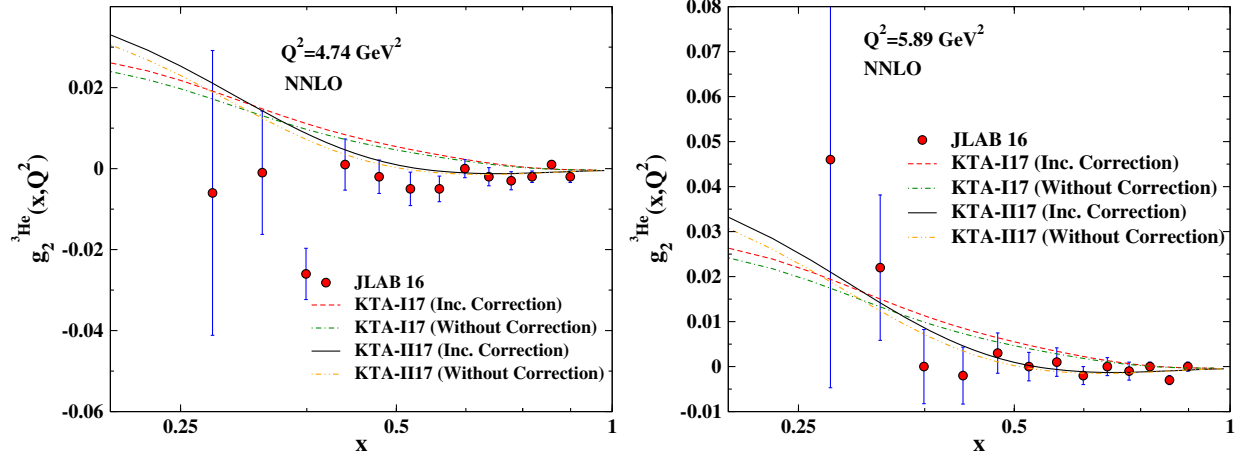 Q²=4.74 GeV²
NNLO
0.02
0
-0.02
-0.04
-0.06
g₂³He(x,Q²)
JLAB 16
KTA-I17 (Inc. Correction)
KTA-I17 (Without Correction)
KTA-II17 (Inc. Correction)
KTA-II17 (Without Correction)
0.25
0.5
1
x
Q²=5.89 GeV²
NNLO
0.08
0.07
0.06
0.05
0.04
0.03
0.02
0.01
0
-0.01
g₂³He(x,Q²)
JLAB 16
KTA-I17 (Inc. Correction)
KTA-I17 (Without Correction)
KTA-II17 (Inc. Correction)
KTA-II17 (Without Correction)
0.25
0.5
1
x